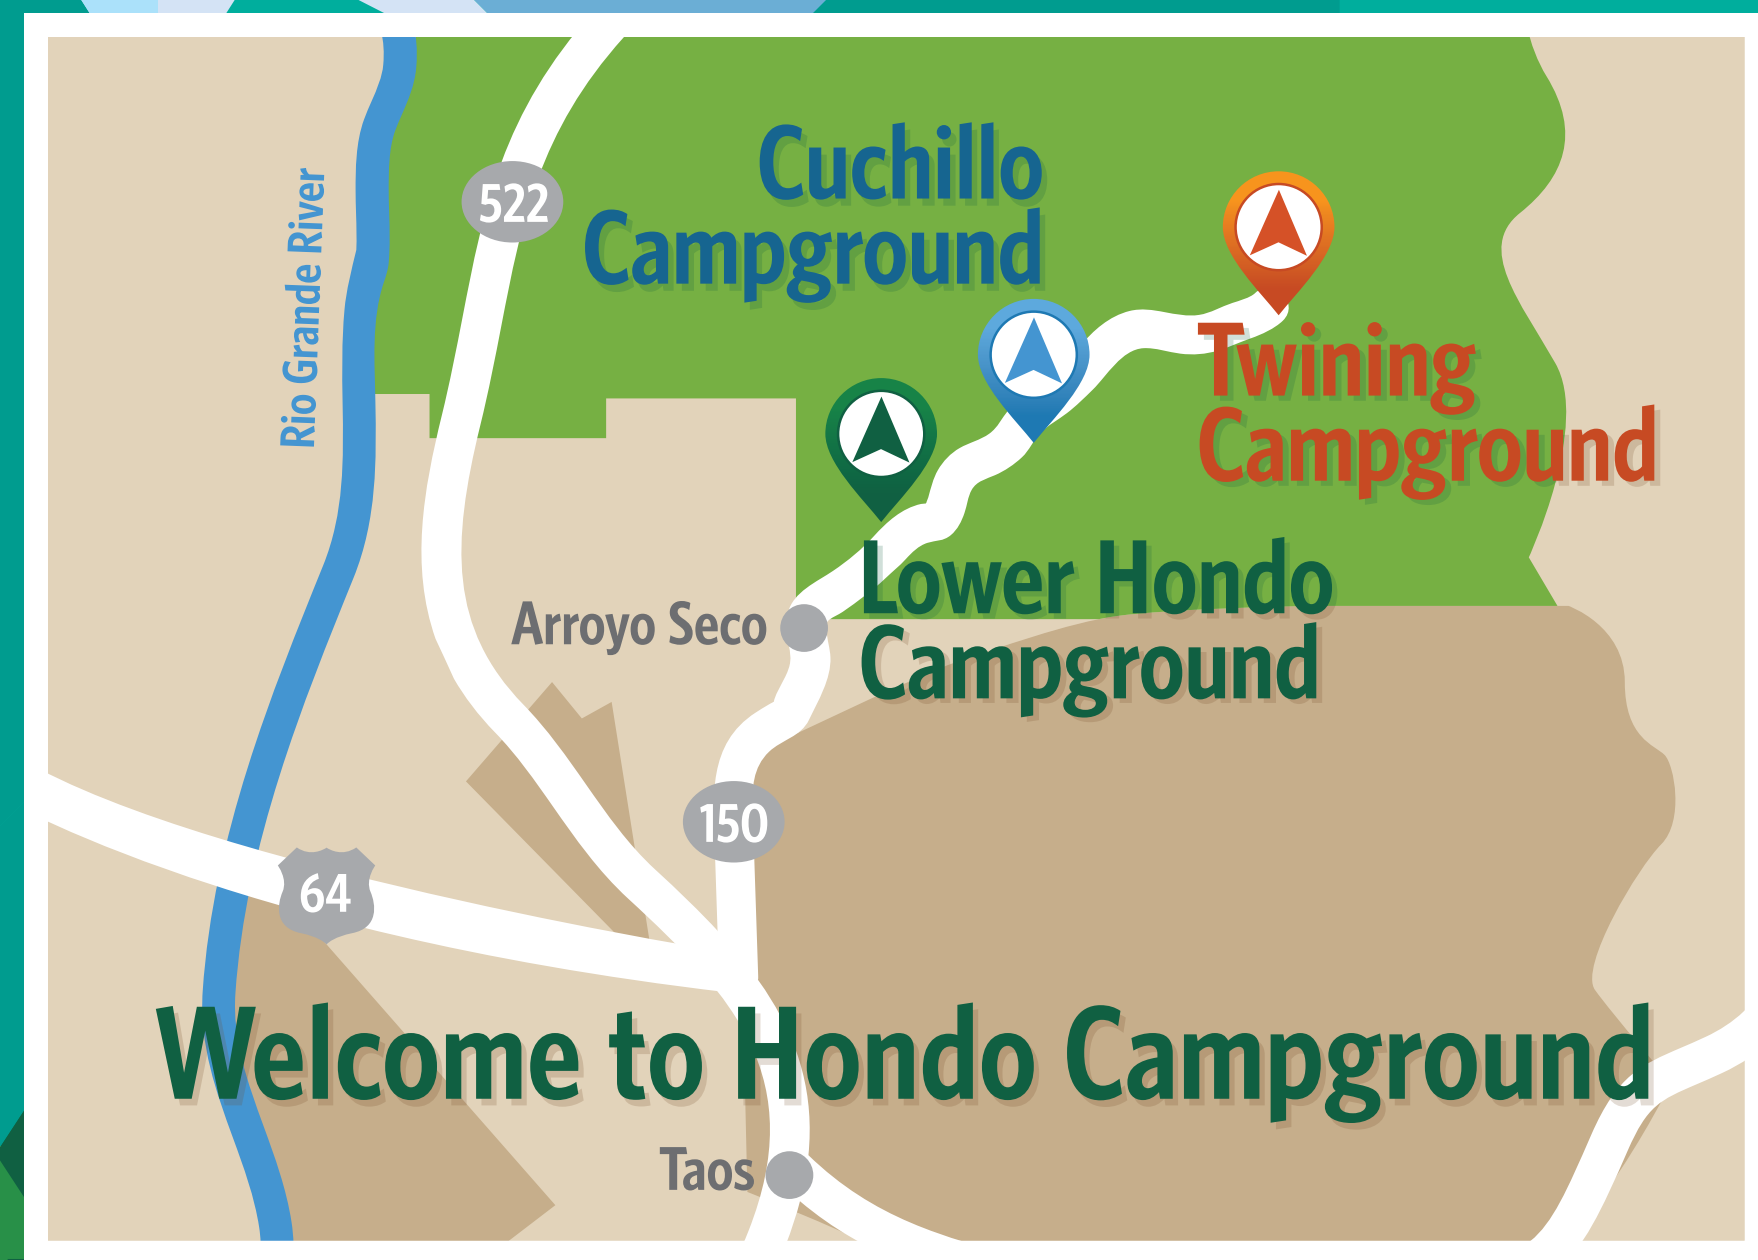 Cuchillo
Campground
522
Rio Grande River
Twining
Campground
Lower Hondo
Campground
Arroyo Seco
150
64
Welcome to Hondo Campground
Taos